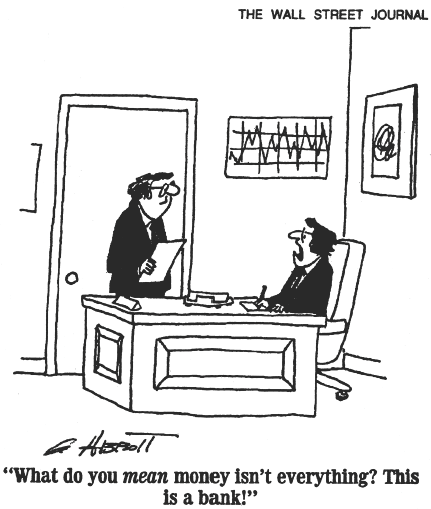 THE WALL STREET JOURNAL
“What do you mean money isn’t everything? This
is a bank!”